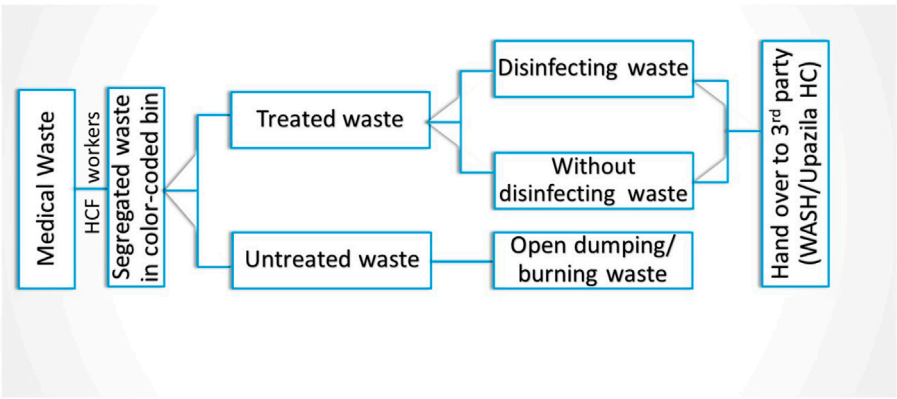 Medical Waste
HCF workers
Segregated waste
in color-coded bin
Treated waste
Untreated waste
Disinfecting waste
Without
disinfecting waste
Open dumping/
burning waste
Hand over to 3rd party
(WASH/Upazila HC)